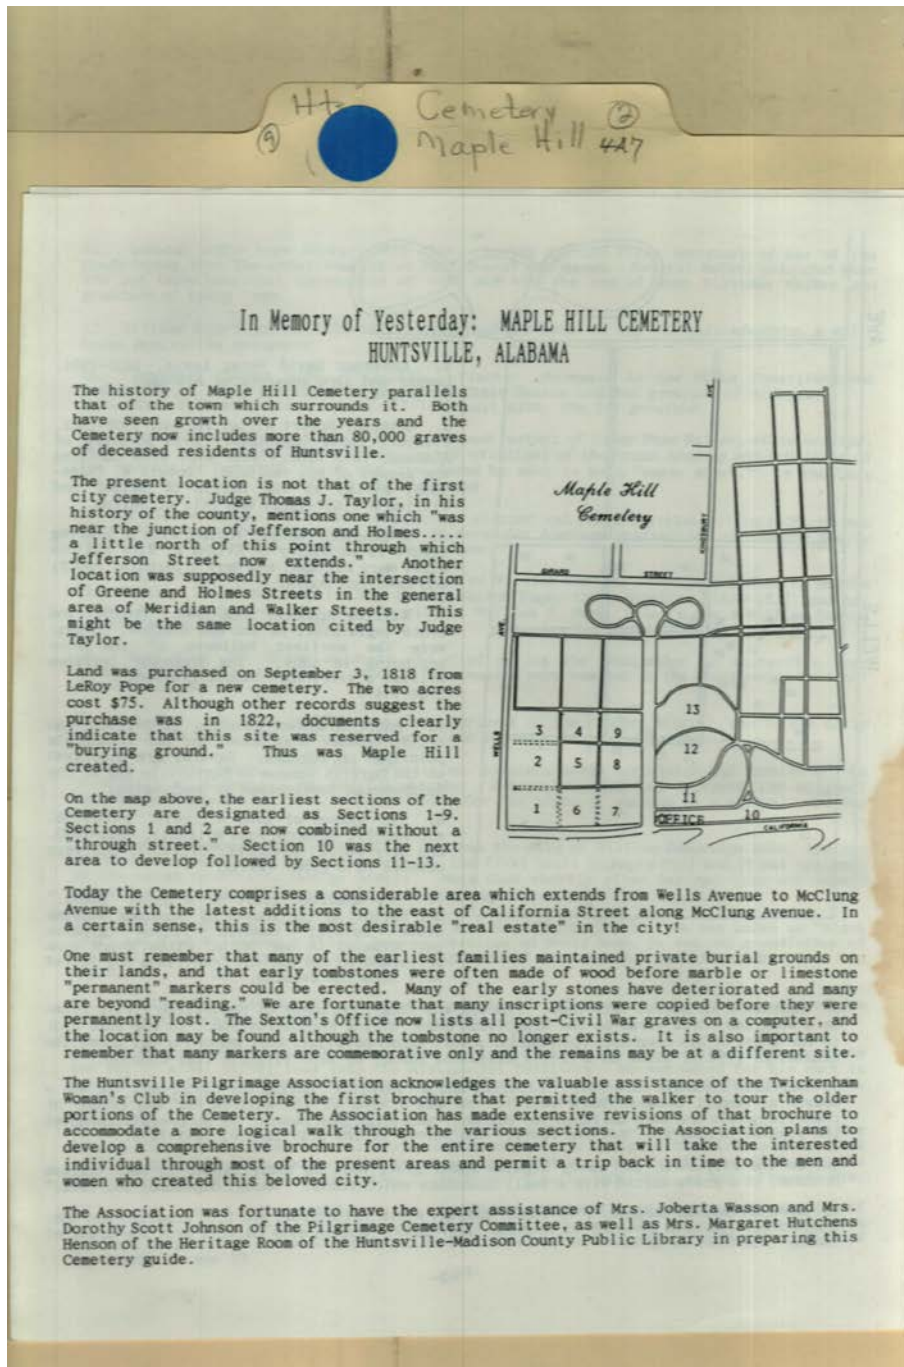 Ht Cemetery ②
⑨ Maple Hill 4A7
In Memory of Yesterday: MAPLE HILL CEMETERY
HUNTSVILLE, ALABAMA
The history of Maple Hill Cemetery parallels
that of the town which surrounds it. Both
have seen growth over the years and the
Cemetery now includes more than 80,000 graves
of deceased residents of Huntsville.
The present location is not that of the first
city cemetery. Judge Thomas J. Taylor, in his
history of the county, mentions one which "was
near the junction of Jefferson and Holmes.....
a little north of this point through which
Jefferson Street now extends." Another
location was supposedly near the intersection
of Greene and Holmes Streets in the general
area of Meridian and Walker Streets. This
might be the same location cited by Judge
Taylor.
Land was purchased on September 3, 1818 from
LeRoy Pope for a new cemetery. The two acres
cost $75. Although other records suggest the
purchase was in 1822, documents clearly
indicate that this site was reserved for a
"burying ground." Thus was Maple Hill
created.
On the map above, the earliest sections of the
Cemetery are designated as Sections 1-9.
Sections 1 and 2 are now combined without a
"through street." Section 10 was the next
area to develop followed by Sections 11-13.
AVE.
Maple Hill
Cemetery
KINGSBURY
GIRARD STREET
AVE.
WELLS
13
3 4 9
12
2 5 8
11
1 6 7
OFFICE 10
CALIFORNIA
Today the Cemetery comprises a considerable area which extends from Wells Avenue to McClung
Avenue with the latest additions to the east of California Street along McClung Avenue. In
a certain sense, this is the most desirable "real estate" in the city!
One must remember that many of the earliest families maintained private burial grounds on
their lands, and that early tombstones were often made of wood before marble or limestone
"permanent" markers could be erected. Many of the early stones have deteriorated and many
are beyond "reading." We are fortunate that many inscriptions were copied before they were
permanently lost. The Sexton's Office now lists all post-Civil War graves on a computer, and
the location may be found although the tombstone no longer exists. It is also important to
remember that many markers are commemorative only and the remains may be at a different site.
The Huntsville Pilgrimage Association acknowledges the valuable assistance of the Twickenham
Woman's Club in developing the first brochure that permitted the walker to tour the older
portions of the Cemetery. The Association has made extensive revisions of that brochure to
accommodate a more logical walk through the various sections. The Association plans to
develop a comprehensive brochure for the entire cemetery that will take the interested
individual through most of the present areas and permit a trip back in time to the men and
women who created this beloved city.
The Association was fortunate to have the expert assistance of Mrs. Joberta Wasson and Mrs.
Dorothy Scott Johnson of the Pilgrimage Cemetery Committee, as well as Mrs. Margaret Hutchens
Henson of the Heritage Room of the Huntsville-Madison County Public Library in preparing this
Cemetery guide.